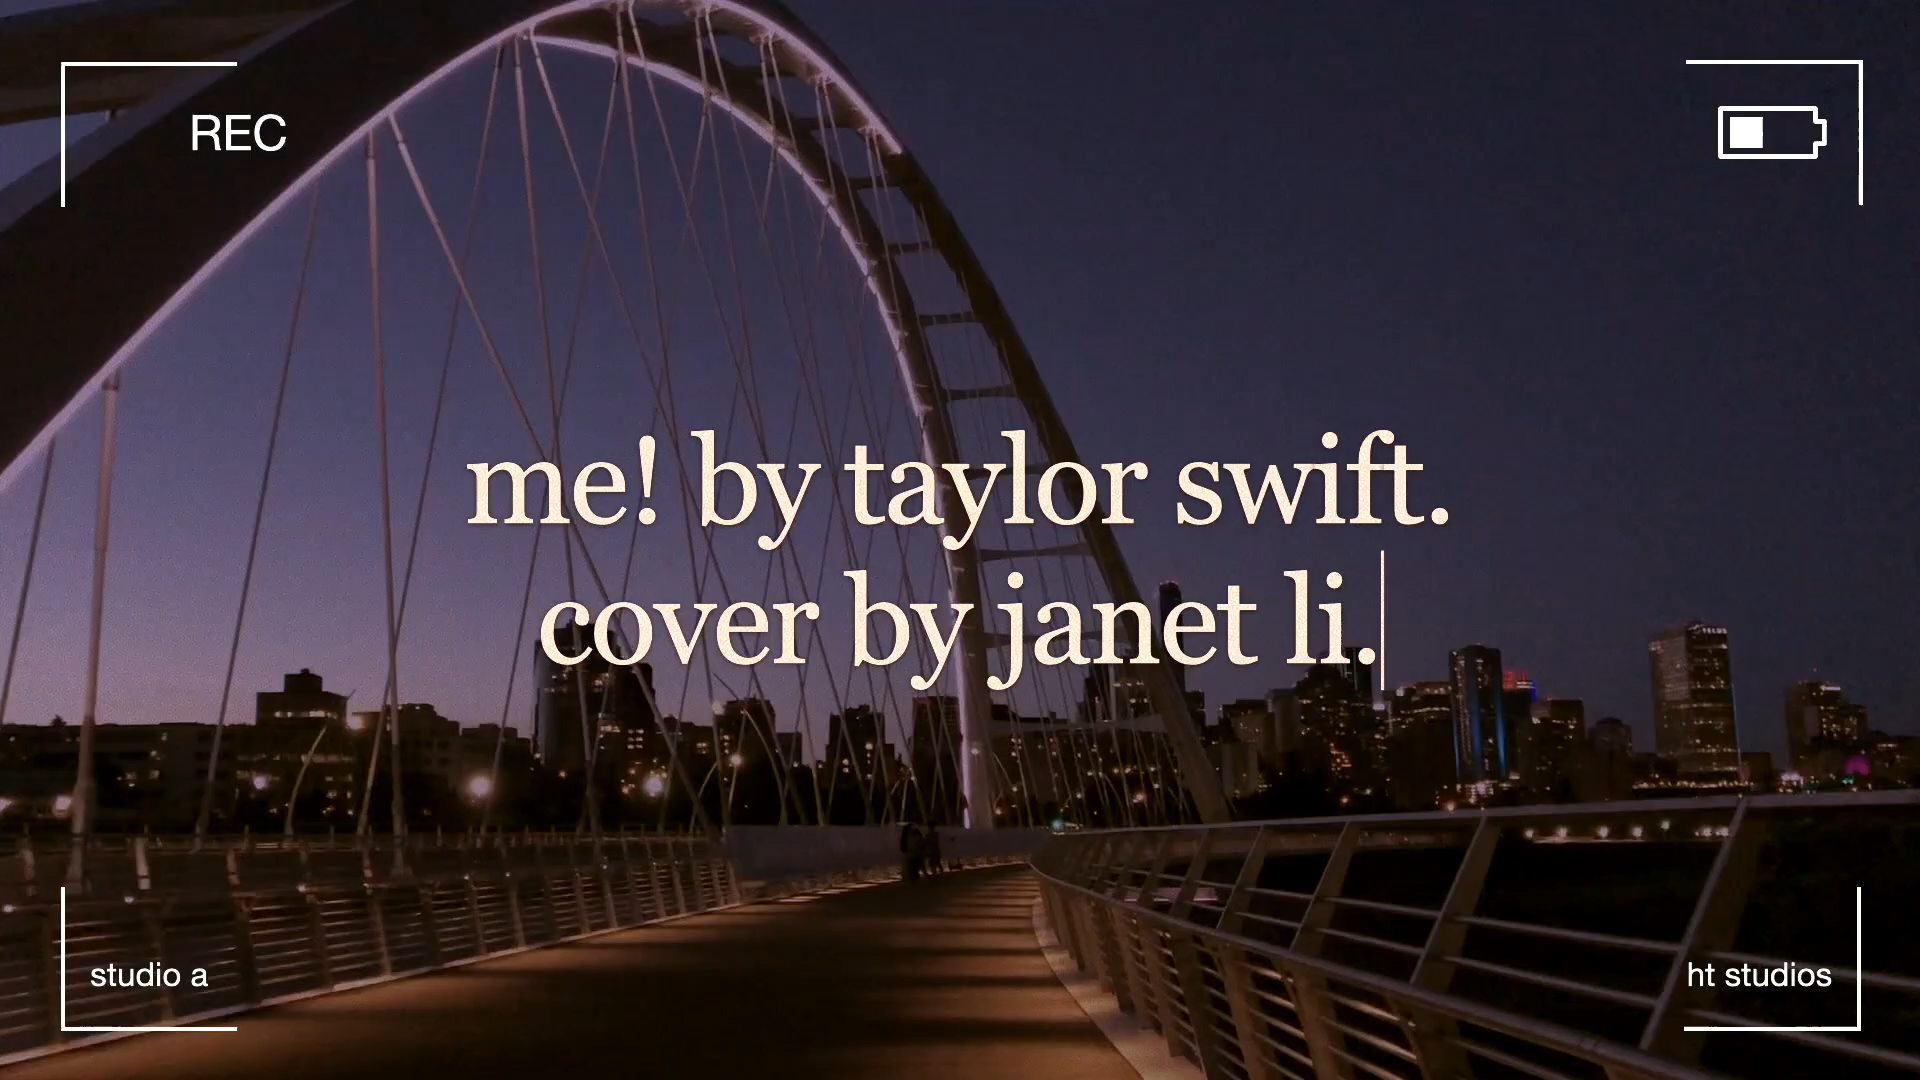 REC
me! by taylor swift.
cover by janet li.
studio a
ht studios